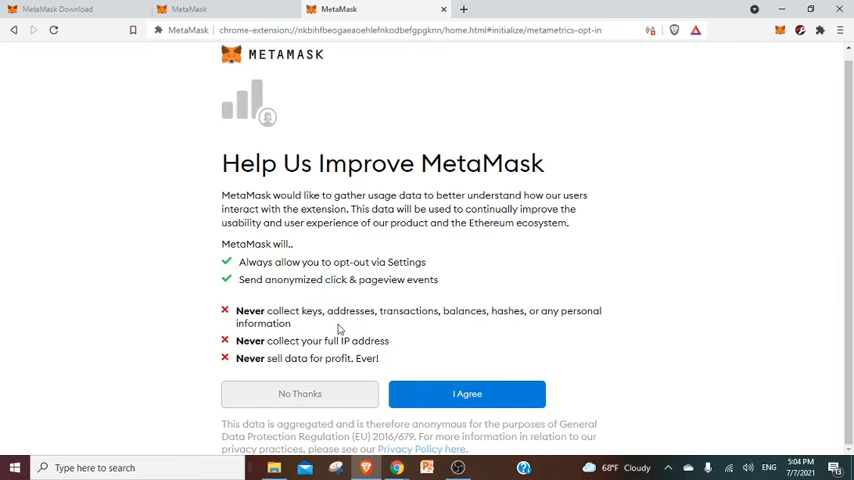 MetaMask Download
MetaMask
MetaMask
MetaMask chrome-extension://nkbihfbeogaeaoehlefnkodbefgpgknn/home.html#initialize/metametrics-opt-in
METAMASK
Help Us Improve MetaMask
MetaMask would like to gather usage data to better understand how our users
interact with the extension. This data will be used to continually improve the
usability and user experience of our product and the Ethereum ecosystem.
MetaMask will..
Always allow you to opt-out via Settings
Send anonymized click & pageview events
Never collect keys, addresses, transactions, balances, hashes, or any personal
information
Never collect your full IP address
Never sell data for profit. Ever!
No Thanks
I Agree
This data is aggregated and is therefore anonymous for the purposes of General
Data Protection Regulation (EU) 2016/679. For more information in relation to our
privacy practices, please see our Privacy Policy here.
Type here to search
68°F Cloudy
ENG
5:04 PM
7/7/2021
13